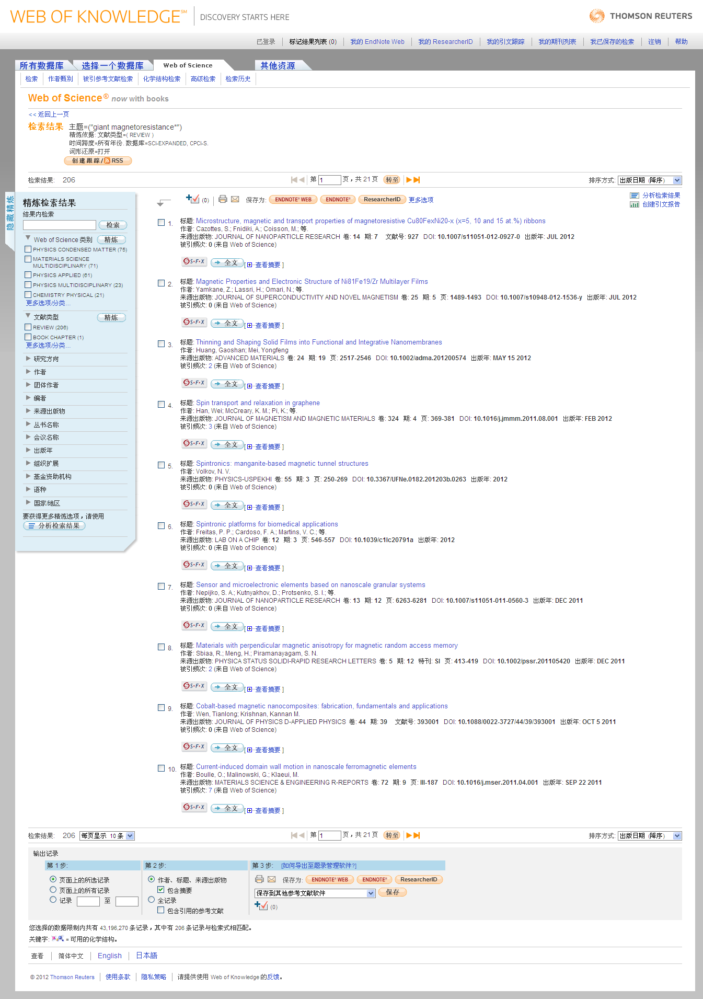 WEB OF KNOWLEDGE SM DISCOVERY STARTS HERE
THOMSON REUTERS
已登录 标记结果列表 (0) 我的 EndNote Web 我的 ResearcherID 我的引文跟踪 我的期刊列表 我已保存的检索 注销 帮助
所有数据库 选择一个数据库 Web of Science 其他资源
检索 作者甄别 被引参考文献检索 化学结构检索 高级检索 检索历史
Web of Science® now with books
<< 返回上一页
检索结果 主题=("giant magnetoresistance*")
精炼依据: 文献类型=( REVIEW )
时间跨度=所有年份. 数据库=SCI-EXPANDED, CPCI-S.
词形还原=打开
创建跟踪 / RSS
检索结果: 206 第 1 页，共 21 页 转至 排序方式: 出版日期 (降序)
隐藏精炼
精炼检索结果
结果内检索
检索
Web of Science 类别 精炼
PHYSICS CONDENSED MATTER (75)
MATERIALS SCIENCE
MULTIDISCIPLINARY (71)
PHYSICS APPLIED (61)
PHYSICS MULTIDISCIPLINARY (23)
CHEMISTRY PHYSICAL (21)
更多选项/分类...
文献类型 精炼
REVIEW (206)
BOOK CHAPTER (1)
更多选项/分类...
研究方向
作者
团体作者
编者
来源出版物
丛书名称
会议名称
出版年
组织扩展
基金资助机构
语种
国家/地区
要获得更多精炼选项，请使用
分析检索结果
(0) 保存为: ENDNOTE® WEB ENDNOTE® ResearcherID 更多选项
分析检索结果
创建引文报告
1. 标题: Microstructure, magnetic and transport properties of magnetoresistive Cu80FexNi20-x (x=5, 10 and 15 at.%) ribbons
作者: Cazottes, S.; Fnidiki, A.; Coisson, M.; 等.
来源出版物: JOURNAL OF NANOPARTICLE RESEARCH 卷: 14 期: 7 文献号: 927 DOI: 10.1007/s11051-012-0927-0 出版年: JUL 2012
被引频次: 0 (来自 Web of Science)
S·F·X 全文 [ 查看摘要 ]
2. 标题: Magnetic Properties and Electronic Structure of Ni81Fe19/Zr Multilayer Films
作者: Yamkane, Z.; Lassri, H.; Omari, N.; 等.
来源出版物: JOURNAL OF SUPERCONDUCTIVITY AND NOVEL MAGNETISM 卷: 25 期: 5 页: 1489-1493 DOI: 10.1007/s10948-012-1536-y 出版年: JUL 2012
被引频次: 0 (来自 Web of Science)
S·F·X 全文 [ 查看摘要 ]
3. 标题: Thinning and Shaping Solid Films into Functional and Integrative Nanomembranes
作者: Huang, Gaoshan; Mei, Yongfeng
来源出版物: ADVANCED MATERIALS 卷: 24 期: 19 页: 2517-2546 DOI: 10.1002/adma.201200574 出版年: MAY 15 2012
被引频次: 2 (来自 Web of Science)
S·F·X 全文 [ 查看摘要 ]
4. 标题: Spin transport and relaxation in graphene
作者: Han, Wei; McCreary, K. M.; Pi, K.; 等.
来源出版物: JOURNAL OF MAGNETISM AND MAGNETIC MATERIALS 卷: 324 期: 4 页: 369-381 DOI: 10.1016/j.jmmm.2011.08.001 出版年: FEB 2012
被引频次: 3 (来自 Web of Science)
S·F·X 全文 [ 查看摘要 ]
5. 标题: Spintronics: manganite-based magnetic tunnel structures
作者: Volkov, N. V.
来源出版物: PHYSICS-USPEKHI 卷: 55 期: 3 页: 250-269 DOI: 10.3367/UFNe.0182.201203b.0263 出版年: 2012
被引频次: 0 (来自 Web of Science)
S·F·X 全文 [ 查看摘要 ]
6. 标题: Spintronic platforms for biomedical applications
作者: Freitas, P. P.; Cardoso, F. A.; Martins, V. C.; 等.
来源出版物: LAB ON A CHIP 卷: 12 期: 3 页: 546-557 DOI: 10.1039/c1lc20791a 出版年: 2012
被引频次: 0 (来自 Web of Science)
S·F·X 全文 [ 查看摘要 ]
7. 标题: Sensor and microelectronic elements based on nanoscale granular systems
作者: Nepijko, S. A.; Kutnyakhov, D.; Protsenko, S. I.; 等.
来源出版物: JOURNAL OF NANOPARTICLE RESEARCH 卷: 13 期: 12 页: 6263-6281 DOI: 10.1007/s11051-011-0560-3 出版年: DEC 2011
被引频次: 0 (来自 Web of Science)
S·F·X 全文 [ 查看摘要 ]
8. 标题: Materials with perpendicular magnetic anisotropy for magnetic random access memory
作者: Sbiaa, R.; Meng, H.; Piramanayagam, S. N.
来源出版物: PHYSICA STATUS SOLIDI-RAPID RESEARCH LETTERS 卷: 5 期: 12 特刊: SI 页: 413-419 DOI: 10.1002/pssr.201105420 出版年: DEC 2011
被引频次: 2 (来自 Web of Science)
S·F·X 全文 [ 查看摘要 ]
9. 标题: Cobalt-based magnetic nanocomposites: fabrication, fundamentals and applications
作者: Wen, Tianlong; Krishnan, Kannan M.
来源出版物: JOURNAL OF PHYSICS D-APPLIED PHYSICS 卷: 44 期: 39 文献号: 393001 DOI: 10.1088/0022-3727/44/39/393001 出版年: OCT 5 2011
被引频次: 0 (来自 Web of Science)
S·F·X 全文 [ 查看摘要 ]
10. 标题: Current-induced domain wall motion in nanoscale ferromagnetic elements
作者: Boulle, O.; Malinowski, G.; Klaeui, M.
来源出版物: MATERIALS SCIENCE & ENGINEERING R-REPORTS 卷: 72 期: 9 页: III-187 DOI: 10.1016/j.mser.2011.04.001 出版年: SEP 22 2011
被引频次: 7 (来自 Web of Science)
S·F·X 全文 [ 查看摘要 ]
检索结果: 206 每页显示 10 条 第 1 页，共 21 页 转至 排序方式: 出版日期 (降序)
输出记录
第 1 步: 第 2 步: 第 3 步: [如何导出至题录管理软件?]
页面上的所选记录
页面上的所有记录
记录 至
作者、标题、来源出版物
包含摘要
全记录
包含引用的参考文献
保存为: ENDNOTE® WEB ENDNOTE® ResearcherID
保存到其他参考文献软件 保存
(0)
您选择的数据限制内共有 43,196,270 条记录，其中有 206 条记录与检索式相匹配。
关键字: = 可用的化学结构。
查看 简体中文 English 日本語
© 2012 Thomson Reuters 使用条款 隐私策略 请提供使用 Web of Knowledge 的反馈。